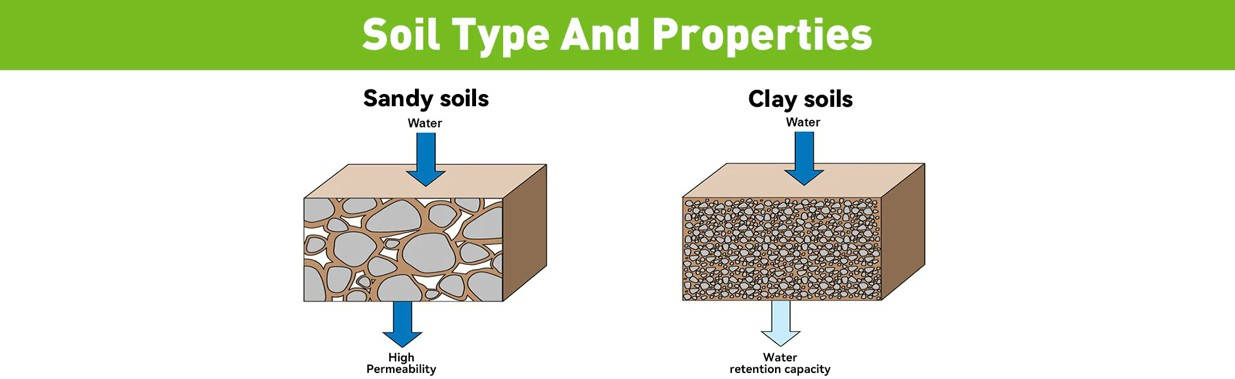 Soil Type And Properties
Sandy soils
Water
High
Permeability
Clay soils
Water
Water
retention capacity